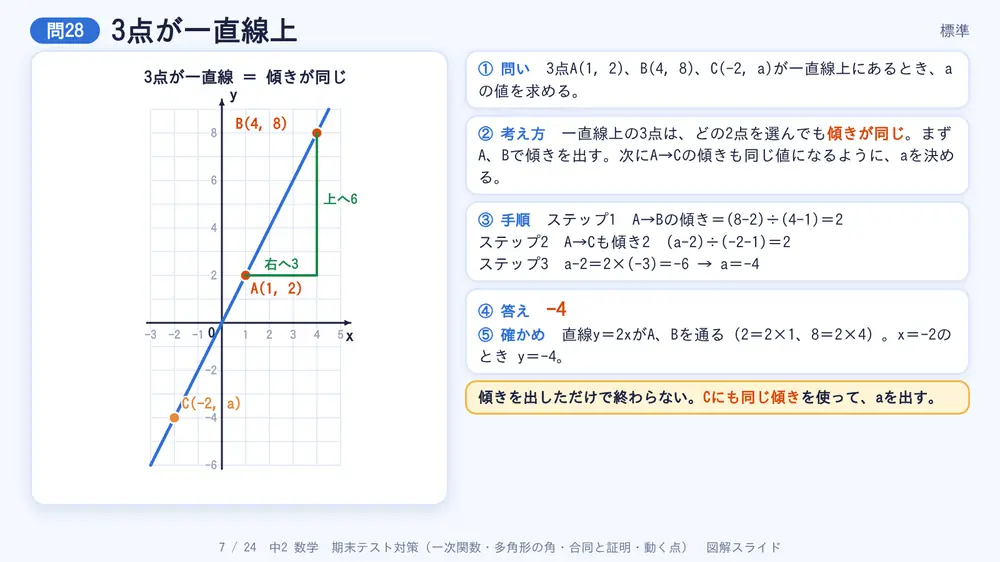 問28 3点が一直線上
標準
3点が一直線 = 傾きが同じ
y
B(4, 8)
8
上へ6
6
4
右へ3
2
A(1, 2)
-3 -2 -1 0 1 2 3 4 5 x
-2
C(-2, a)
-4
-6
① 問い 3点A(1, 2)、B(4, 8)、C(-2, a)が一直線上にあるとき、a
の値を求める。
② 考え方 一直線上の3点は、どの2点を選んでも傾きが同じ。まず
A、Bで傾きを出す。次にA→Cの傾きも同じ値になるように、aを決め
る。
③ 手順 ステップ1 A→Bの傾き＝(8-2)÷(4-1)＝2
ステップ2 A→Cも傾き2 (a-2)÷(-2-1)＝2
ステップ3 a-2＝2×(-3)＝-6 → a＝-4
④ 答え -4
⑤ 確かめ 直線y＝2xがA、Bを通る（2＝2×1、8＝2×4）。x＝-2の
とき y＝-4。
傾きを出しただけで終わらない。Cにも同じ傾きを使って、aを出す。
7 / 24 中2 数学 期末テスト対策（一次関数・多角形の角・合同と証明・動く点） 図解スライド